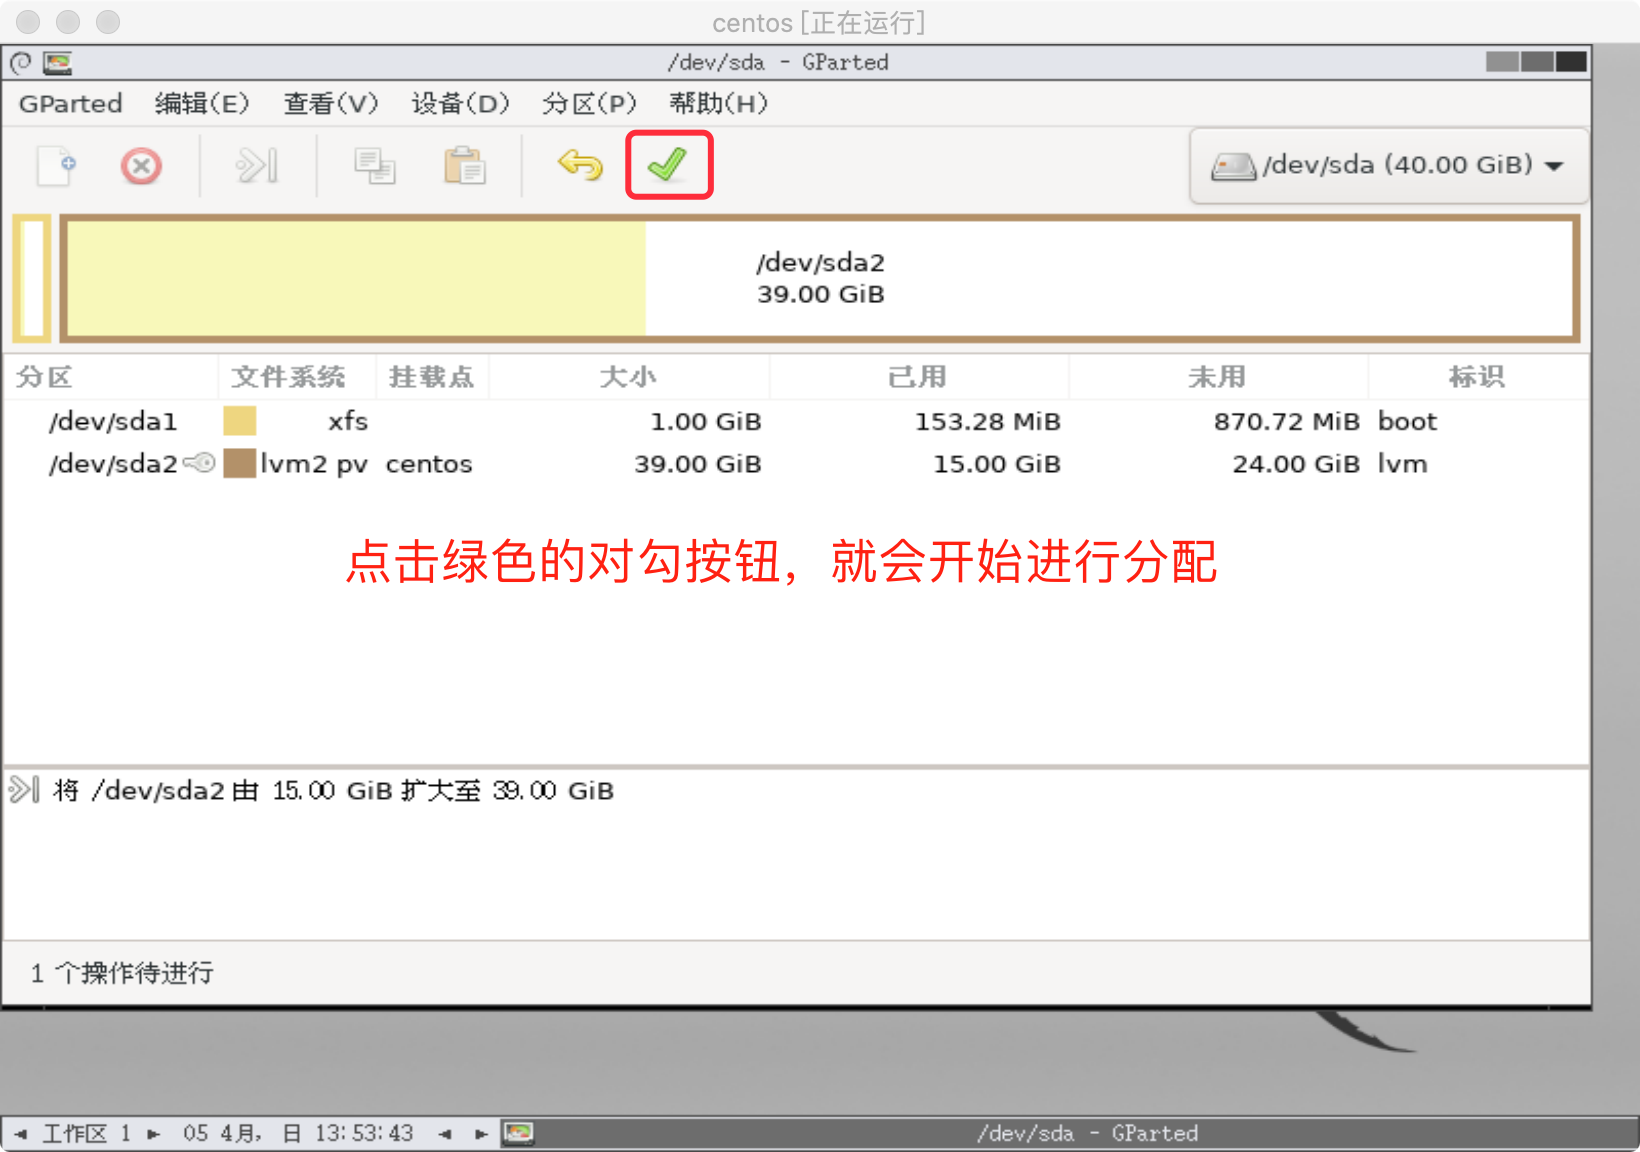 centos [正在运行]
/dev/sda - GParted
GParted 编辑(E) 查看(V) 设备(D) 分区(P) 帮助(H)
/dev/sda (40.00 GiB)
/dev/sda2
39.00 GiB
分区 文件系统 挂载点 大小 已用 未用 标识
/dev/sda1 xfs 1.00 GiB 153.28 MiB 870.72 MiB boot
/dev/sda2 lvm2 pv centos 39.00 GiB 15.00 GiB 24.00 GiB lvm
点击绿色的对勾按钮，就会开始进行分配
将 /dev/sda2 由 15.00 GiB 扩大至 39.00 GiB
1 个操作待进行
工作区 1 05 4月, 日 13:53:43 /dev/sda - GParted